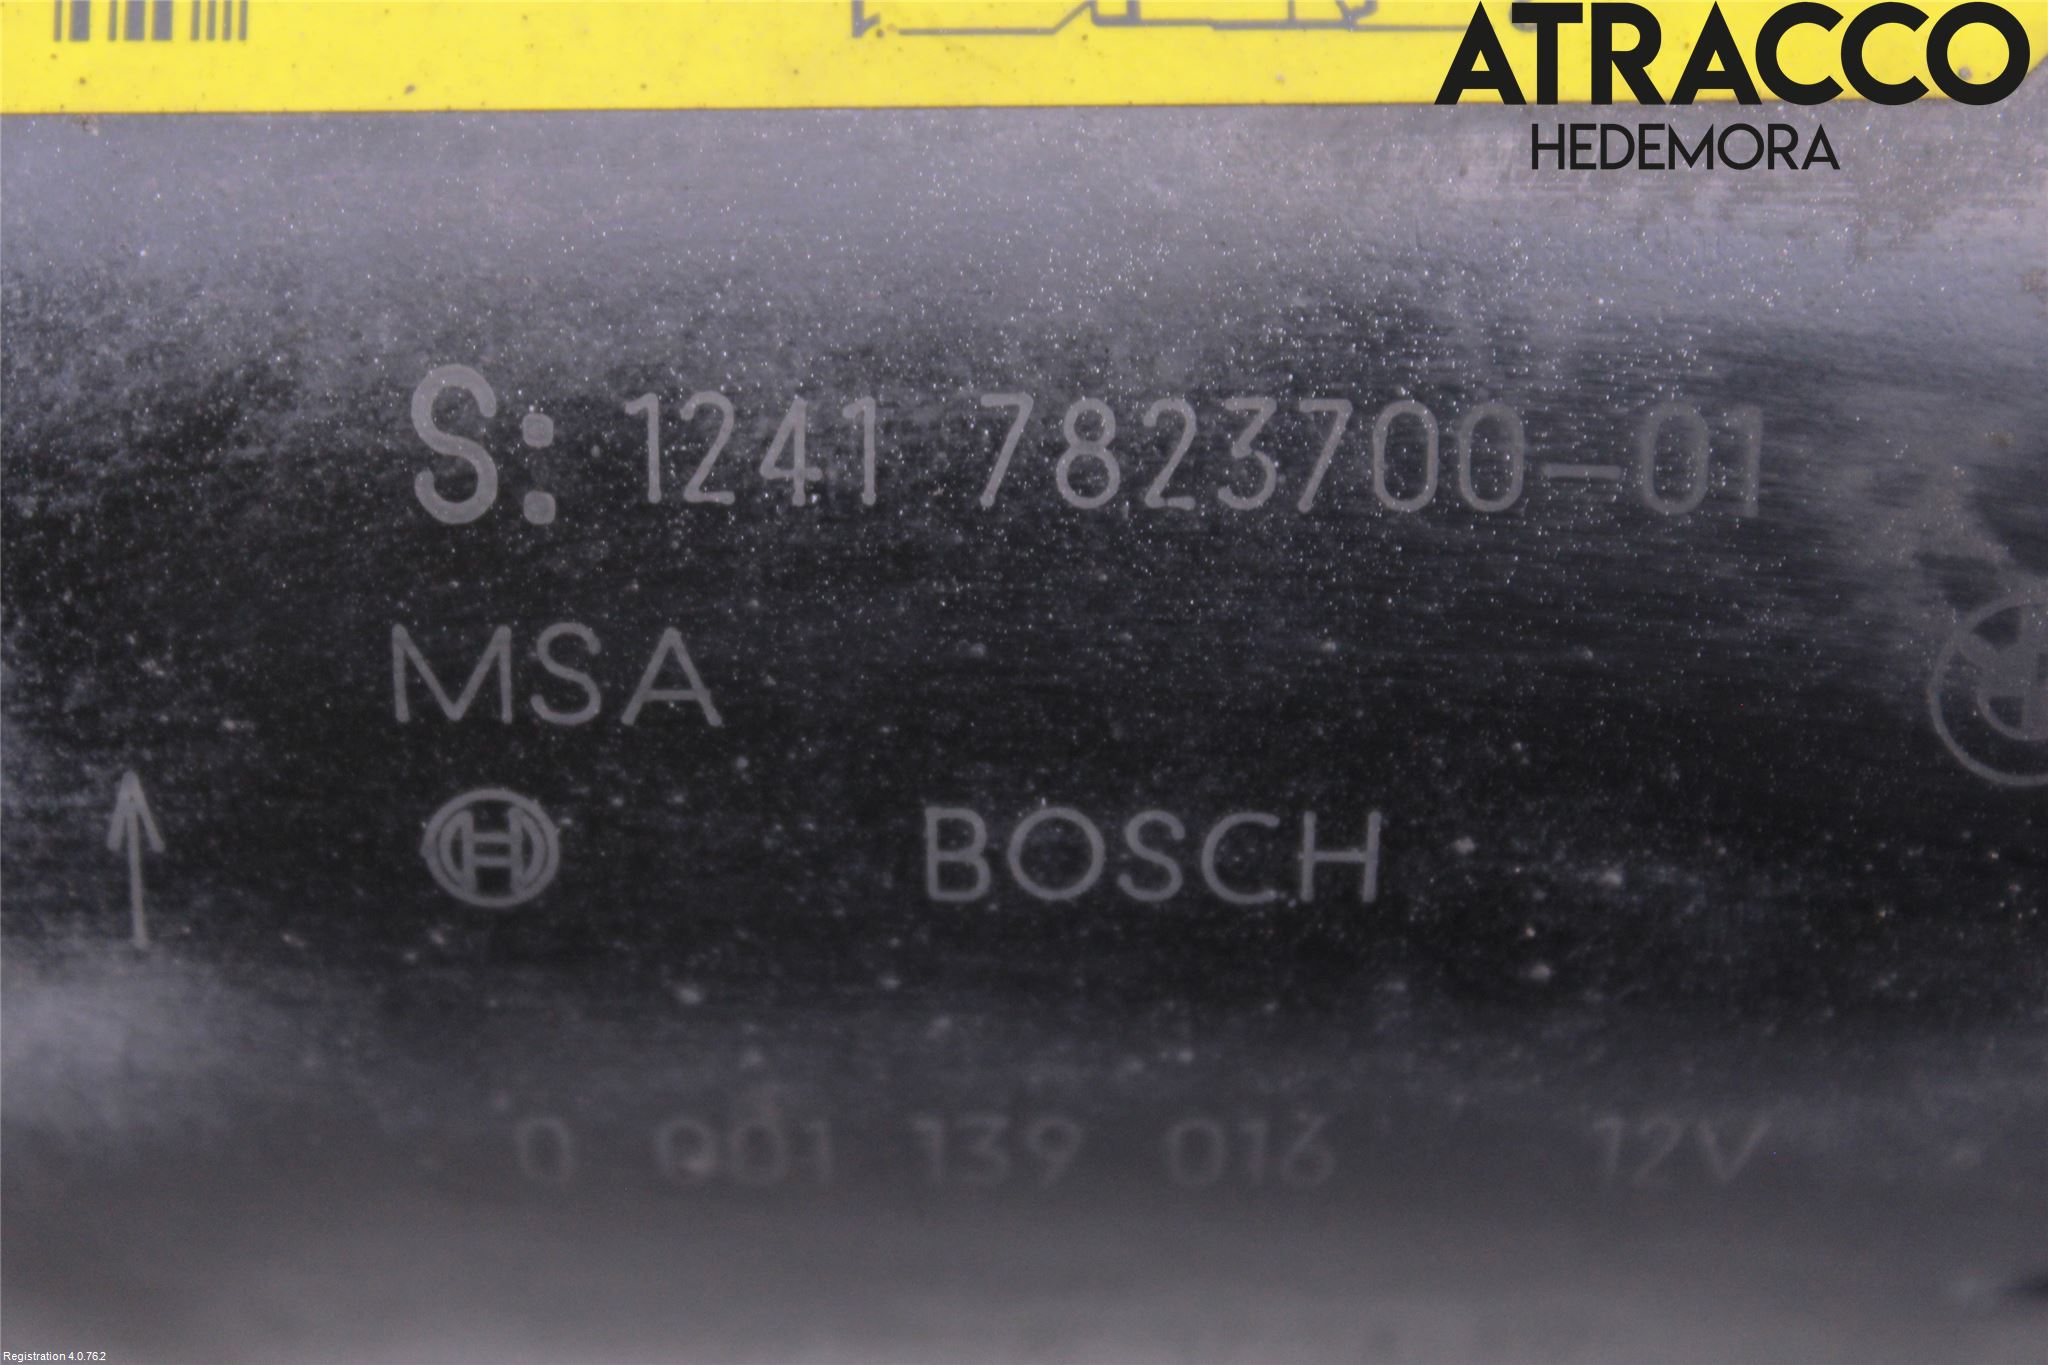 ATRACCO
HEDEMORA
S: 1241 7823700-01
MSA
BOSCH
0 001 139 016 12V
Registration 4.0.762